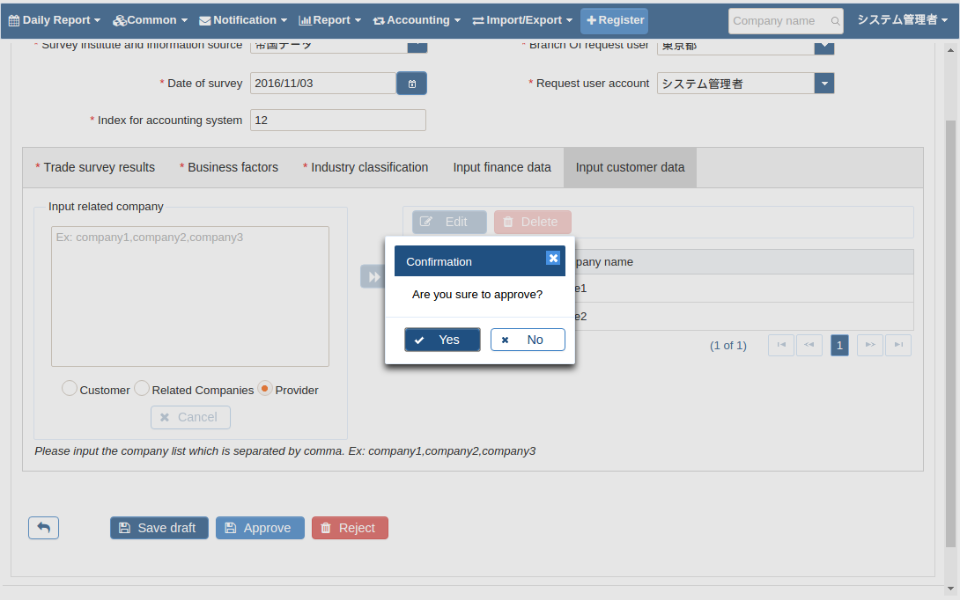 Daily Report Common Notification Report Accounting Import/Export Register Company name システム管理者
* Survey institute and information source 帝国データ * Branch Of request user 東京都
* Date of survey 2016/11/03 * Request user account システム管理者
* Index for accounting system 12
* Trade survey results * Business factors * Industry classification Input finance data Input customer data
Input related company
Ex: company1,company2,company3
Edit Delete
Confirmation
Are you sure to approve?
Yes No
pany name
e1
e2
(1 of 1) 1
Customer Related Companies Provider
Cancel
Please input the company list which is separated by comma. Ex: company1,company2,company3
Save draft Approve Reject